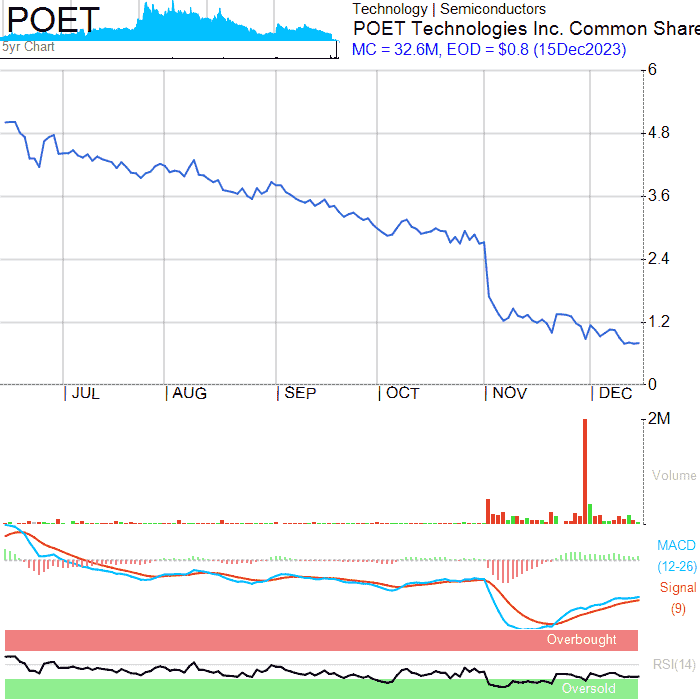 POET
5yr Chart
Technology | Semiconductors
POET Technologies Inc. Common Share
MC = 32.6M, EOD = $0.8 (15Dec2023)
6
4.8
3.6
2.4
1.2
0
JUL
AUG
SEP
OCT
NOV
DEC
2M
Volume
MACD
(12-26)
Signal
(9)
Overbought
RSI(14)
Oversold